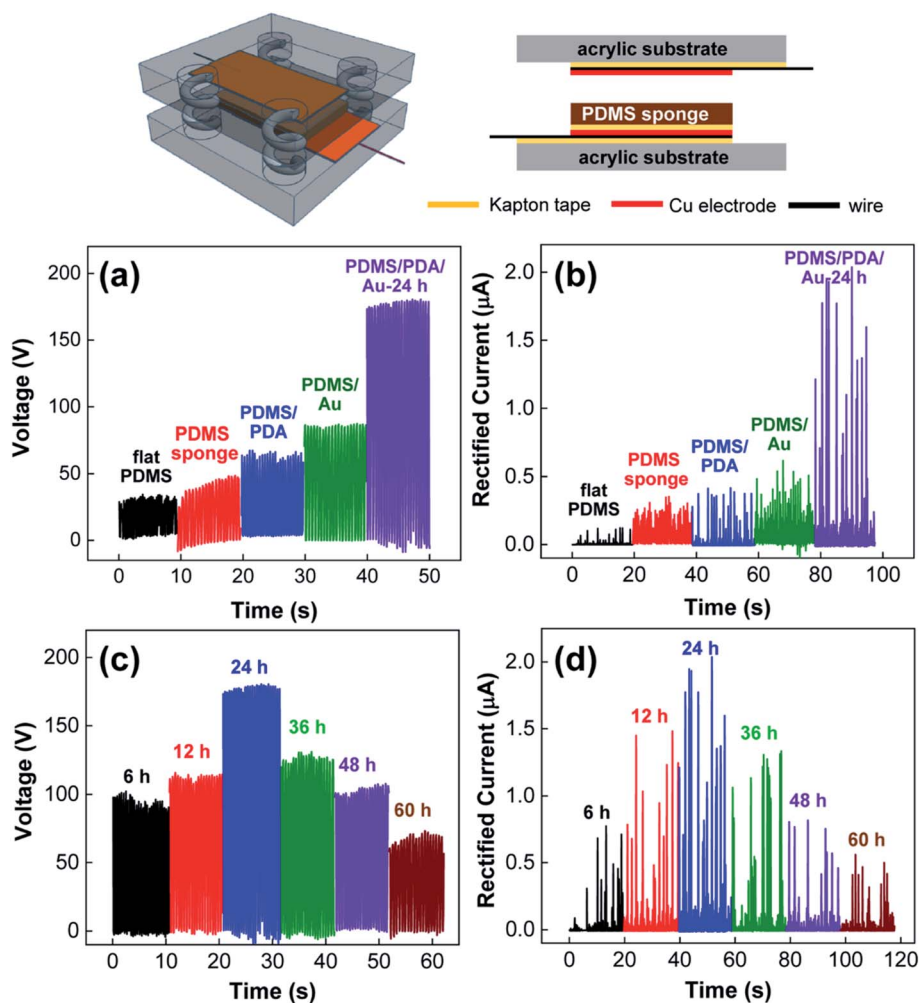 acrylic substrate
PDMS sponge
acrylic substrate
Kapton tape
Cu electrode
wire
(a)
Voltage (V)
200
150
100
50
0
flat
PDMS
PDMS
sponge
PDMS/
PDA
PDMS/
Au
PDMS/PDA/
Au-24 h
0
10
20
30
40
50
Time (s)
(b)
Rectified Current (μA)
2.0
1.5
1.0
0.5
0.0
flat
PDMS
PDMS
sponge
PDMS/
PDA
PDMS/
Au
PDMS/PDA/
Au-24 h
0
20
40
60
80
100
Time (s)
(c)
Voltage (V)
200
150
100
50
0
6 h
12 h
24 h
36 h
48 h
60 h
0
10
20
30
40
50
60
Time (s)
(d)
Rectified Current (μA)
2.0
1.5
1.0
0.5
0.0
6 h
12 h
24 h
36 h
48 h
60 h
0
20
40
60
80
100
120
Time (s)